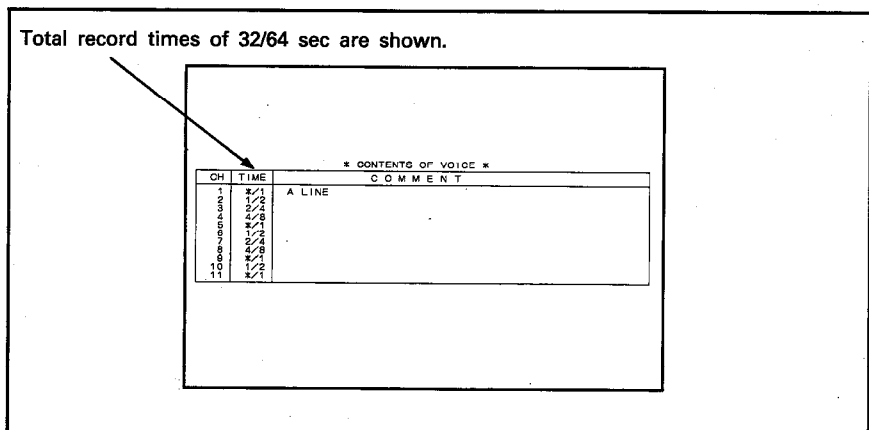 Total record times of 32/64 sec are shown.
* CONTENTS OF VOICE *
CH TIME COMMENT
1 */1 A LINE
2 1/2
3 2/4
4 4/8
5 */1
6 1/2
7 2/4
8 4/8
9 */1
10 1/2
11 */1